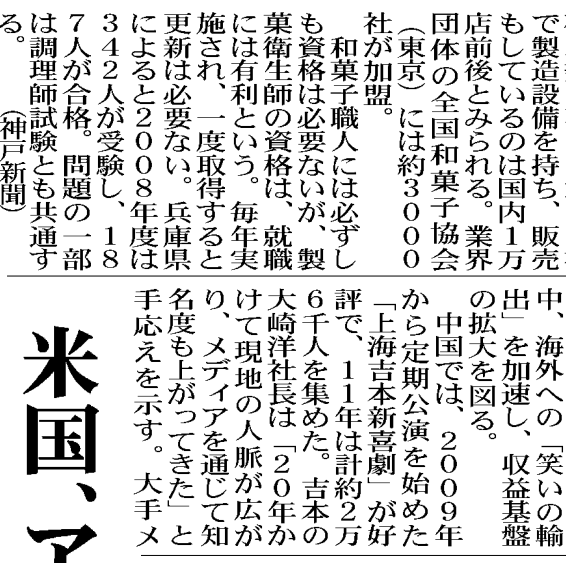 で製造設備を持ち、販売
もしているのは国内１万
店前後とみられる。業界
団体の全国和菓子協会
（東京）には約３０００
社が加盟。
和菓子職人には必ずし
も資格は必要ないが、製
菓衛生師の資格は、就職
には有利という。毎年実
施され、一度取得すると
更新は必要ない。兵庫県
によると２００８年度は
３４２人が受験し、１８
７人が合格。問題の一部
は調理師試験とも共通す
る。　　　　（神戸新聞）
中、海外への「笑いの輸
出」を加速し、収益基盤
の拡大を図る。
中国では、２００９年
から定期公演を始めた
「上海吉本新喜劇」が好
評で、１１年は計約２万
６千人を集めた。吉本の
大崎洋社長は「２０年か
けて現地の人脈が広が
り、メディアを通じて知
名度も上がってきた」と
手応えを示す。大手メ
米国、ア